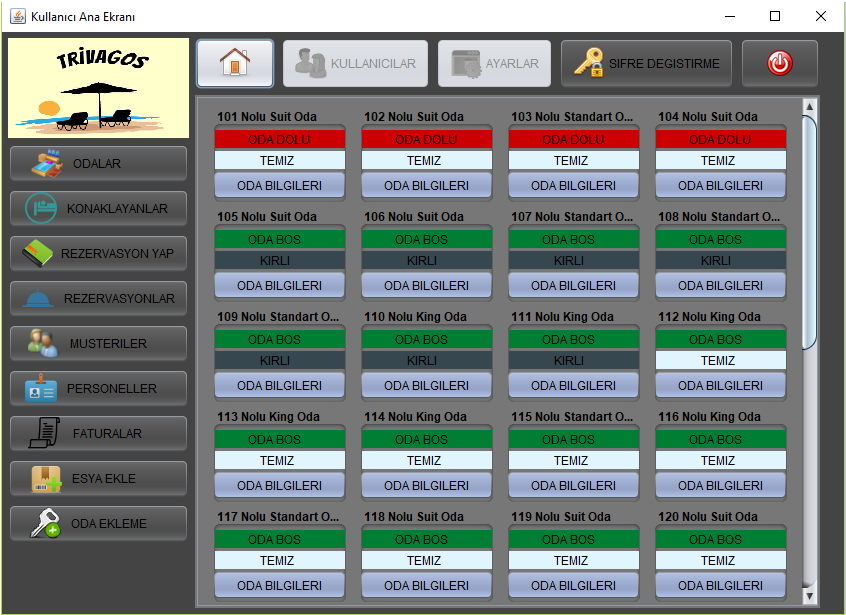 Kullanıcı Ana Ekranı
TRİVAGOS
KULLANICILAR
AYARLAR
SIFRE DEGISTIRME
ODALAR
KONAKLAYANLAR
REZERVASYON YAP
REZERVASYONLAR
MUSTERILER
PERSONELLER
FATURALAR
ESYA EKLE
ODA EKLEME
101 Nolu Suit Oda
ODA DOLU
TEMIZ
ODA BILGILERI
102 Nolu Suit Oda
ODA DOLU
TEMIZ
ODA BILGILERI
103 Nolu Standart O...
ODA DOLU
TEMIZ
ODA BILGILERI
104 Nolu Suit Oda
ODA DOLU
TEMIZ
ODA BILGILERI
105 Nolu Suit Oda
ODA BOS
KIRLI
ODA BILGILERI
106 Nolu Suit Oda
ODA BOS
KIRLI
ODA BILGILERI
107 Nolu Standart O...
ODA BOS
KIRLI
ODA BILGILERI
108 Nolu Standart O...
ODA BOS
KIRLI
ODA BILGILERI
109 Nolu Standart O...
ODA BOS
KIRLI
ODA BILGILERI
110 Nolu King Oda
ODA BOS
KIRLI
ODA BILGILERI
111 Nolu King Oda
ODA BOS
KIRLI
ODA BILGILERI
112 Nolu King Oda
ODA BOS
TEMIZ
ODA BILGILERI
113 Nolu King Oda
ODA BOS
TEMIZ
ODA BILGILERI
114 Nolu King Oda
ODA BOS
TEMIZ
ODA BILGILERI
115 Nolu Standart O...
ODA BOS
TEMIZ
ODA BILGILERI
116 Nolu King Oda
ODA BOS
TEMIZ
ODA BILGILERI
117 Nolu Standart O...
ODA BOS
TEMIZ
ODA BILGILERI
118 Nolu Suit Oda
ODA BOS
TEMIZ
ODA BILGILERI
119 Nolu Suit Oda
ODA BOS
TEMIZ
ODA BILGILERI
120 Nolu Suit Oda
ODA BOS
TEMIZ
ODA BILGILERI